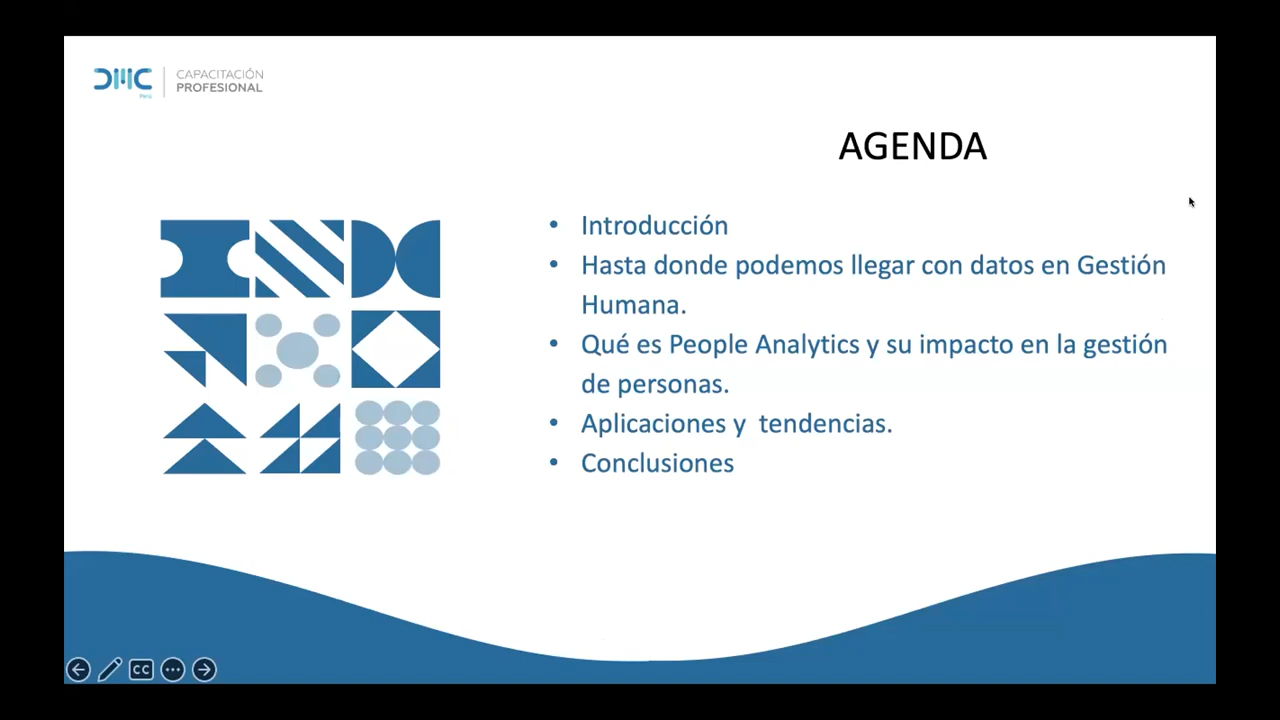 DMC
Perú
CAPACITACIÓN
PROFESIONAL
AGENDA
• Introducción
• Hasta donde podemos llegar con datos en Gestión
Humana.
• Qué es People Analytics y su impacto en la gestión
de personas.
• Aplicaciones y  tendencias.
• Conclusiones
CC